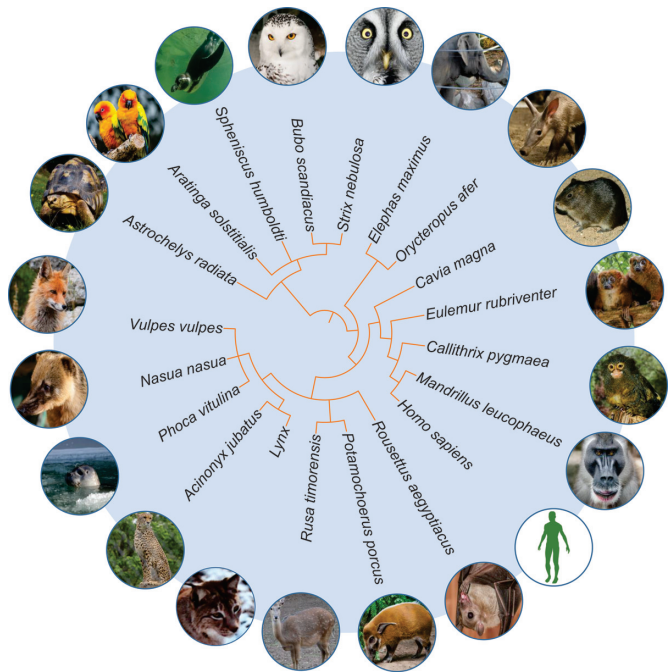 Spheniscus humboldti
Bubo scandiacus
Strix nebulosa
Elephas maximus
Orycteropus afer
Cavia magna
Eulemur rubriventer
Callithrix pygmaea
Mandrillus leucophaeus
Homo sapiens
Rousettus aegyptiacus
Potamochoerus porcus
Rusa timorensis
Lynx
Acinonyx jubatus
Phoca vitulina
Nasua nasua
Vulpes vulpes
Astrochelys radiata
Aratinga solstitialis